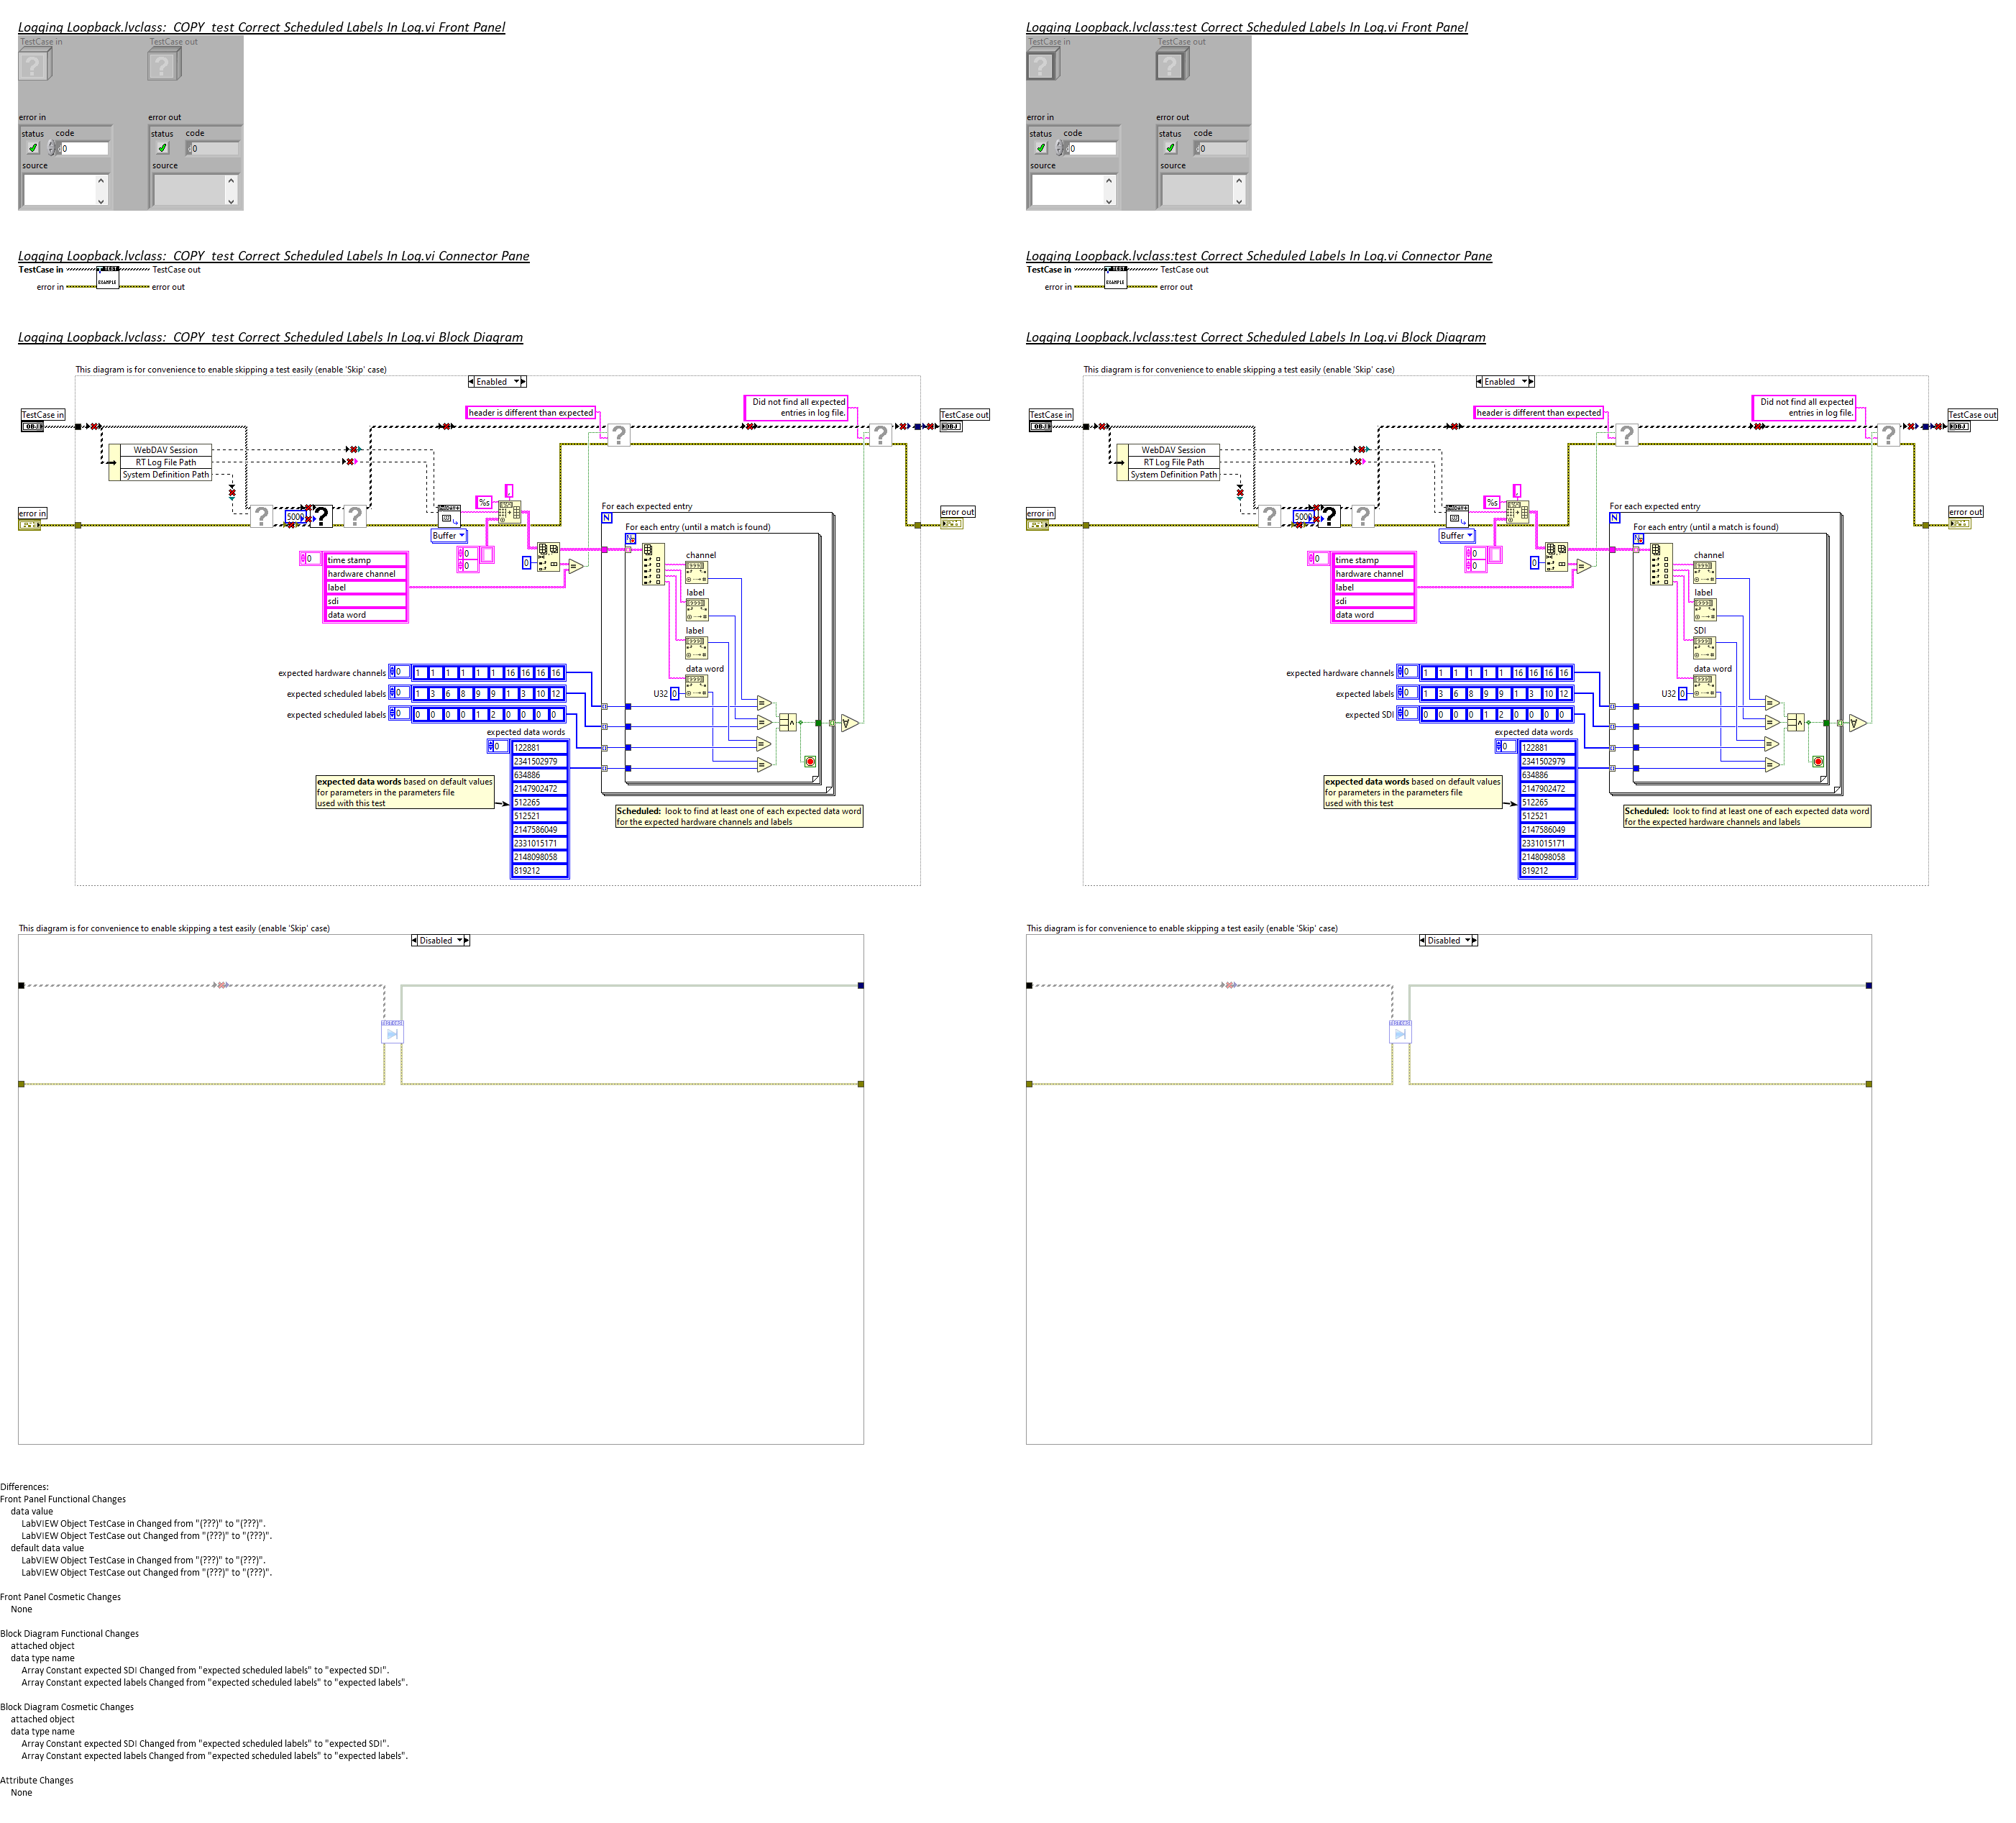 Logging Loopback.lvclass:_COPY_test Correct Scheduled Labels In Log.vi Front Panel
TestCase in
TestCase out
error in
error out
status code
status code
0
0
source
source
Logging Loopback.lvclass:_COPY_test Correct Scheduled Labels In Log.vi Connector Pane
TestCase in
TestCase out
TEST
EXAMPLE
error in
error out
Logging Loopback.lvclass:_COPY_test Correct Scheduled Labels In Log.vi Block Diagram
This diagram is for convenience to enable skipping a test easily (enable 'Skip' case)
Enabled
TestCase in
OBJ
header is different than expected
Did not find all expected
entries in log file.
TestCase out
OBJ
WebDAV Session
RT Log File Path
System Definition Path
error in
5000
%s
,
Buffer
error out
For each expected entry
N
For each entry (until a match is found)
N
0
time stamp
hardware channel
label
sdi
data word
0
0
0
channel
label
label
data word
U32 0
expected hardware channels 0 1 1 1 1 1 1 16 16 16 16
expected scheduled labels 0 1 3 6 8 9 9 1 3 10 12
expected scheduled labels 0 0 0 0 0 1 2 0 0 0 0
expected data words
0
122881
2341502979
634886
2147902472
512265
512521
2147586049
2331015171
2148098058
819212
expected data words based on default values
for parameters in the parameters file
used with this test
Scheduled: look to find at least one of each expected data word
for the expected hardware channels and labels
This diagram is for convenience to enable skipping a test easily (enable 'Skip' case)
Disabled
Logging Loopback.lvclass:test Correct Scheduled Labels In Log.vi Front Panel
TestCase in
TestCase out
error in
error out
status code
status code
0
0
source
source
Logging Loopback.lvclass:test Correct Scheduled Labels In Log.vi Connector Pane
TestCase in
TestCase out
TEST
EXAMPLE
error in
error out
Logging Loopback.lvclass:test Correct Scheduled Labels In Log.vi Block Diagram
This diagram is for convenience to enable skipping a test easily (enable 'Skip' case)
Enabled
TestCase in
OBJ
header is different than expected
Did not find all expected
entries in log file.
TestCase out
OBJ
WebDAV Session
RT Log File Path
System Definition Path
error in
5000
%s
,
Buffer
error out
For each expected entry
N
For each entry (until a match is found)
N
0
time stamp
hardware channel
label
sdi
data word
0
0
0
channel
label
SDI
data word
U32 0
expected hardware channels 0 1 1 1 1 1 1 16 16 16 16
expected labels 0 1 3 6 8 9 9 1 3 10 12
expected SDI 0 0 0 0 0 1 2 0 0 0 0
expected data words
0
122881
2341502979
634886
2147902472
512265
512521
2147586049
2331015171
2148098058
819212
expected data words based on default values
for parameters in the parameters file
used with this test
Scheduled: look to find at least one of each expected data word
for the expected hardware channels and labels
This diagram is for convenience to enable skipping a test easily (enable 'Skip' case)
Disabled
Differences:
Front Panel Functional Changes
data value
LabVIEW Object TestCase in Changed from "(???)" to "(???)".
LabVIEW Object TestCase out Changed from "(???)" to "(???)".
default data value
LabVIEW Object TestCase in Changed from "(???)" to "(???)".
LabVIEW Object TestCase out Changed from "(???)" to "(???)".
Front Panel Cosmetic Changes
None
Block Diagram Functional Changes
attached object
data type name
Array Constant expected SDI Changed from "expected scheduled labels" to "expected SDI".
Array Constant expected labels Changed from "expected scheduled labels" to "expected labels".
Block Diagram Cosmetic Changes
attached object
data type name
Array Constant expected SDI Changed from "expected scheduled labels" to "expected SDI".
Array Constant expected labels Changed from "expected scheduled labels" to "expected labels".
Attribute Changes
None